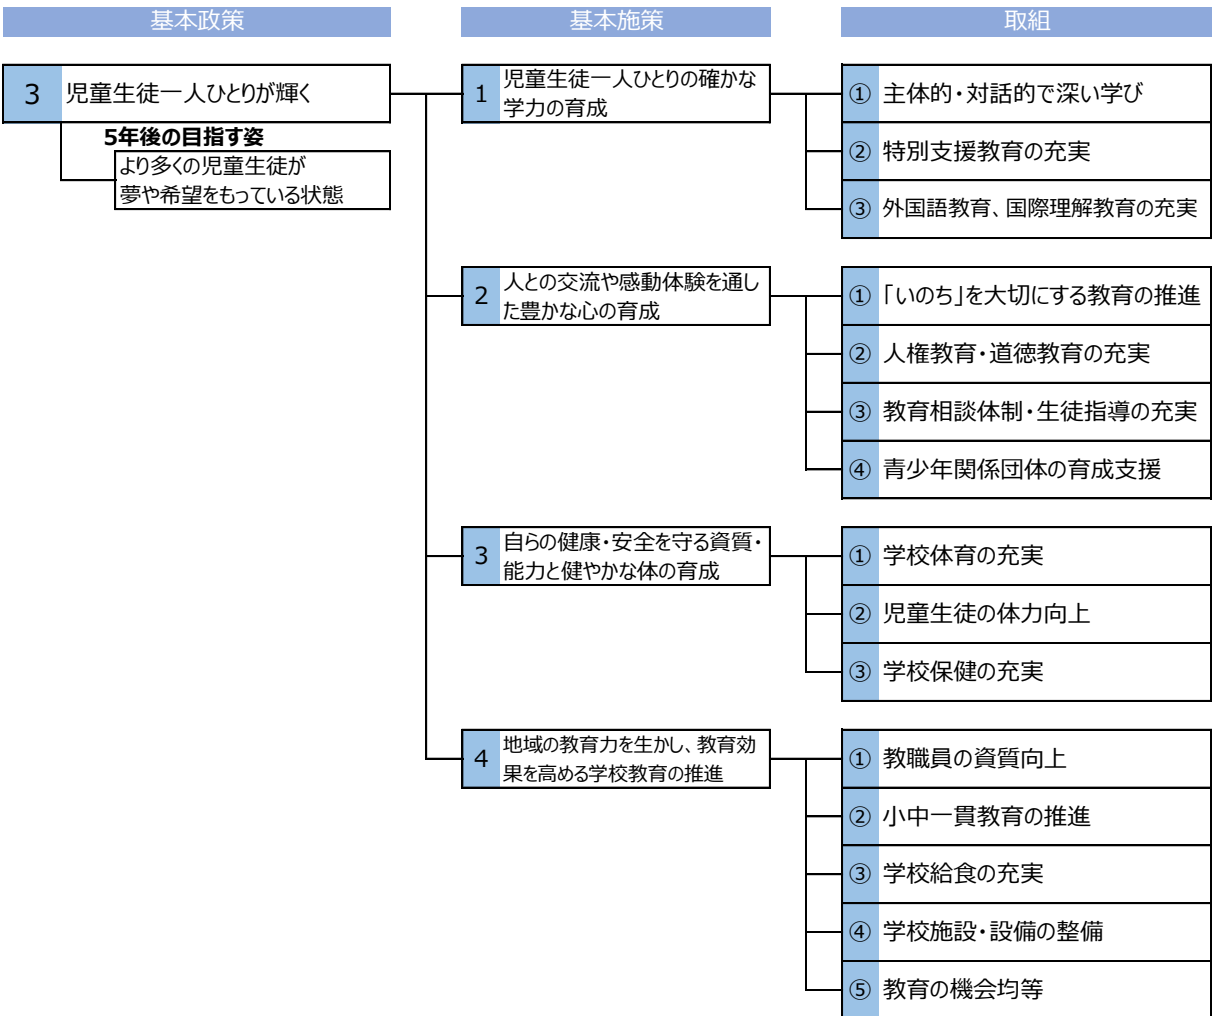 基本政策
基本施策
取組
3 児童生徒一人ひとりが輝く
5年後の目指す姿
より多くの児童生徒が
夢や希望をもっている状態
1 児童生徒一人ひとりの確かな
学力の育成
① 主体的・対話的で深い学び
② 特別支援教育の充実
③ 外国語教育、国際理解教育の充実
2 人との交流や感動体験を通し
た豊かな心の育成
① 「いのち」を大切にする教育の推進
② 人権教育・道徳教育の充実
③ 教育相談体制・生徒指導の充実
④ 青少年関係団体の育成支援
3 自らの健康・安全を守る資質・
能力と健やかな体の育成
① 学校体育の充実
② 児童生徒の体力向上
③ 学校保健の充実
4 地域の教育力を生かし、教育効
果を高める学校教育の推進
① 教職員の資質向上
② 小中一貫教育の推進
③ 学校給食の充実
④ 学校施設・設備の整備
⑤ 教育の機会均等